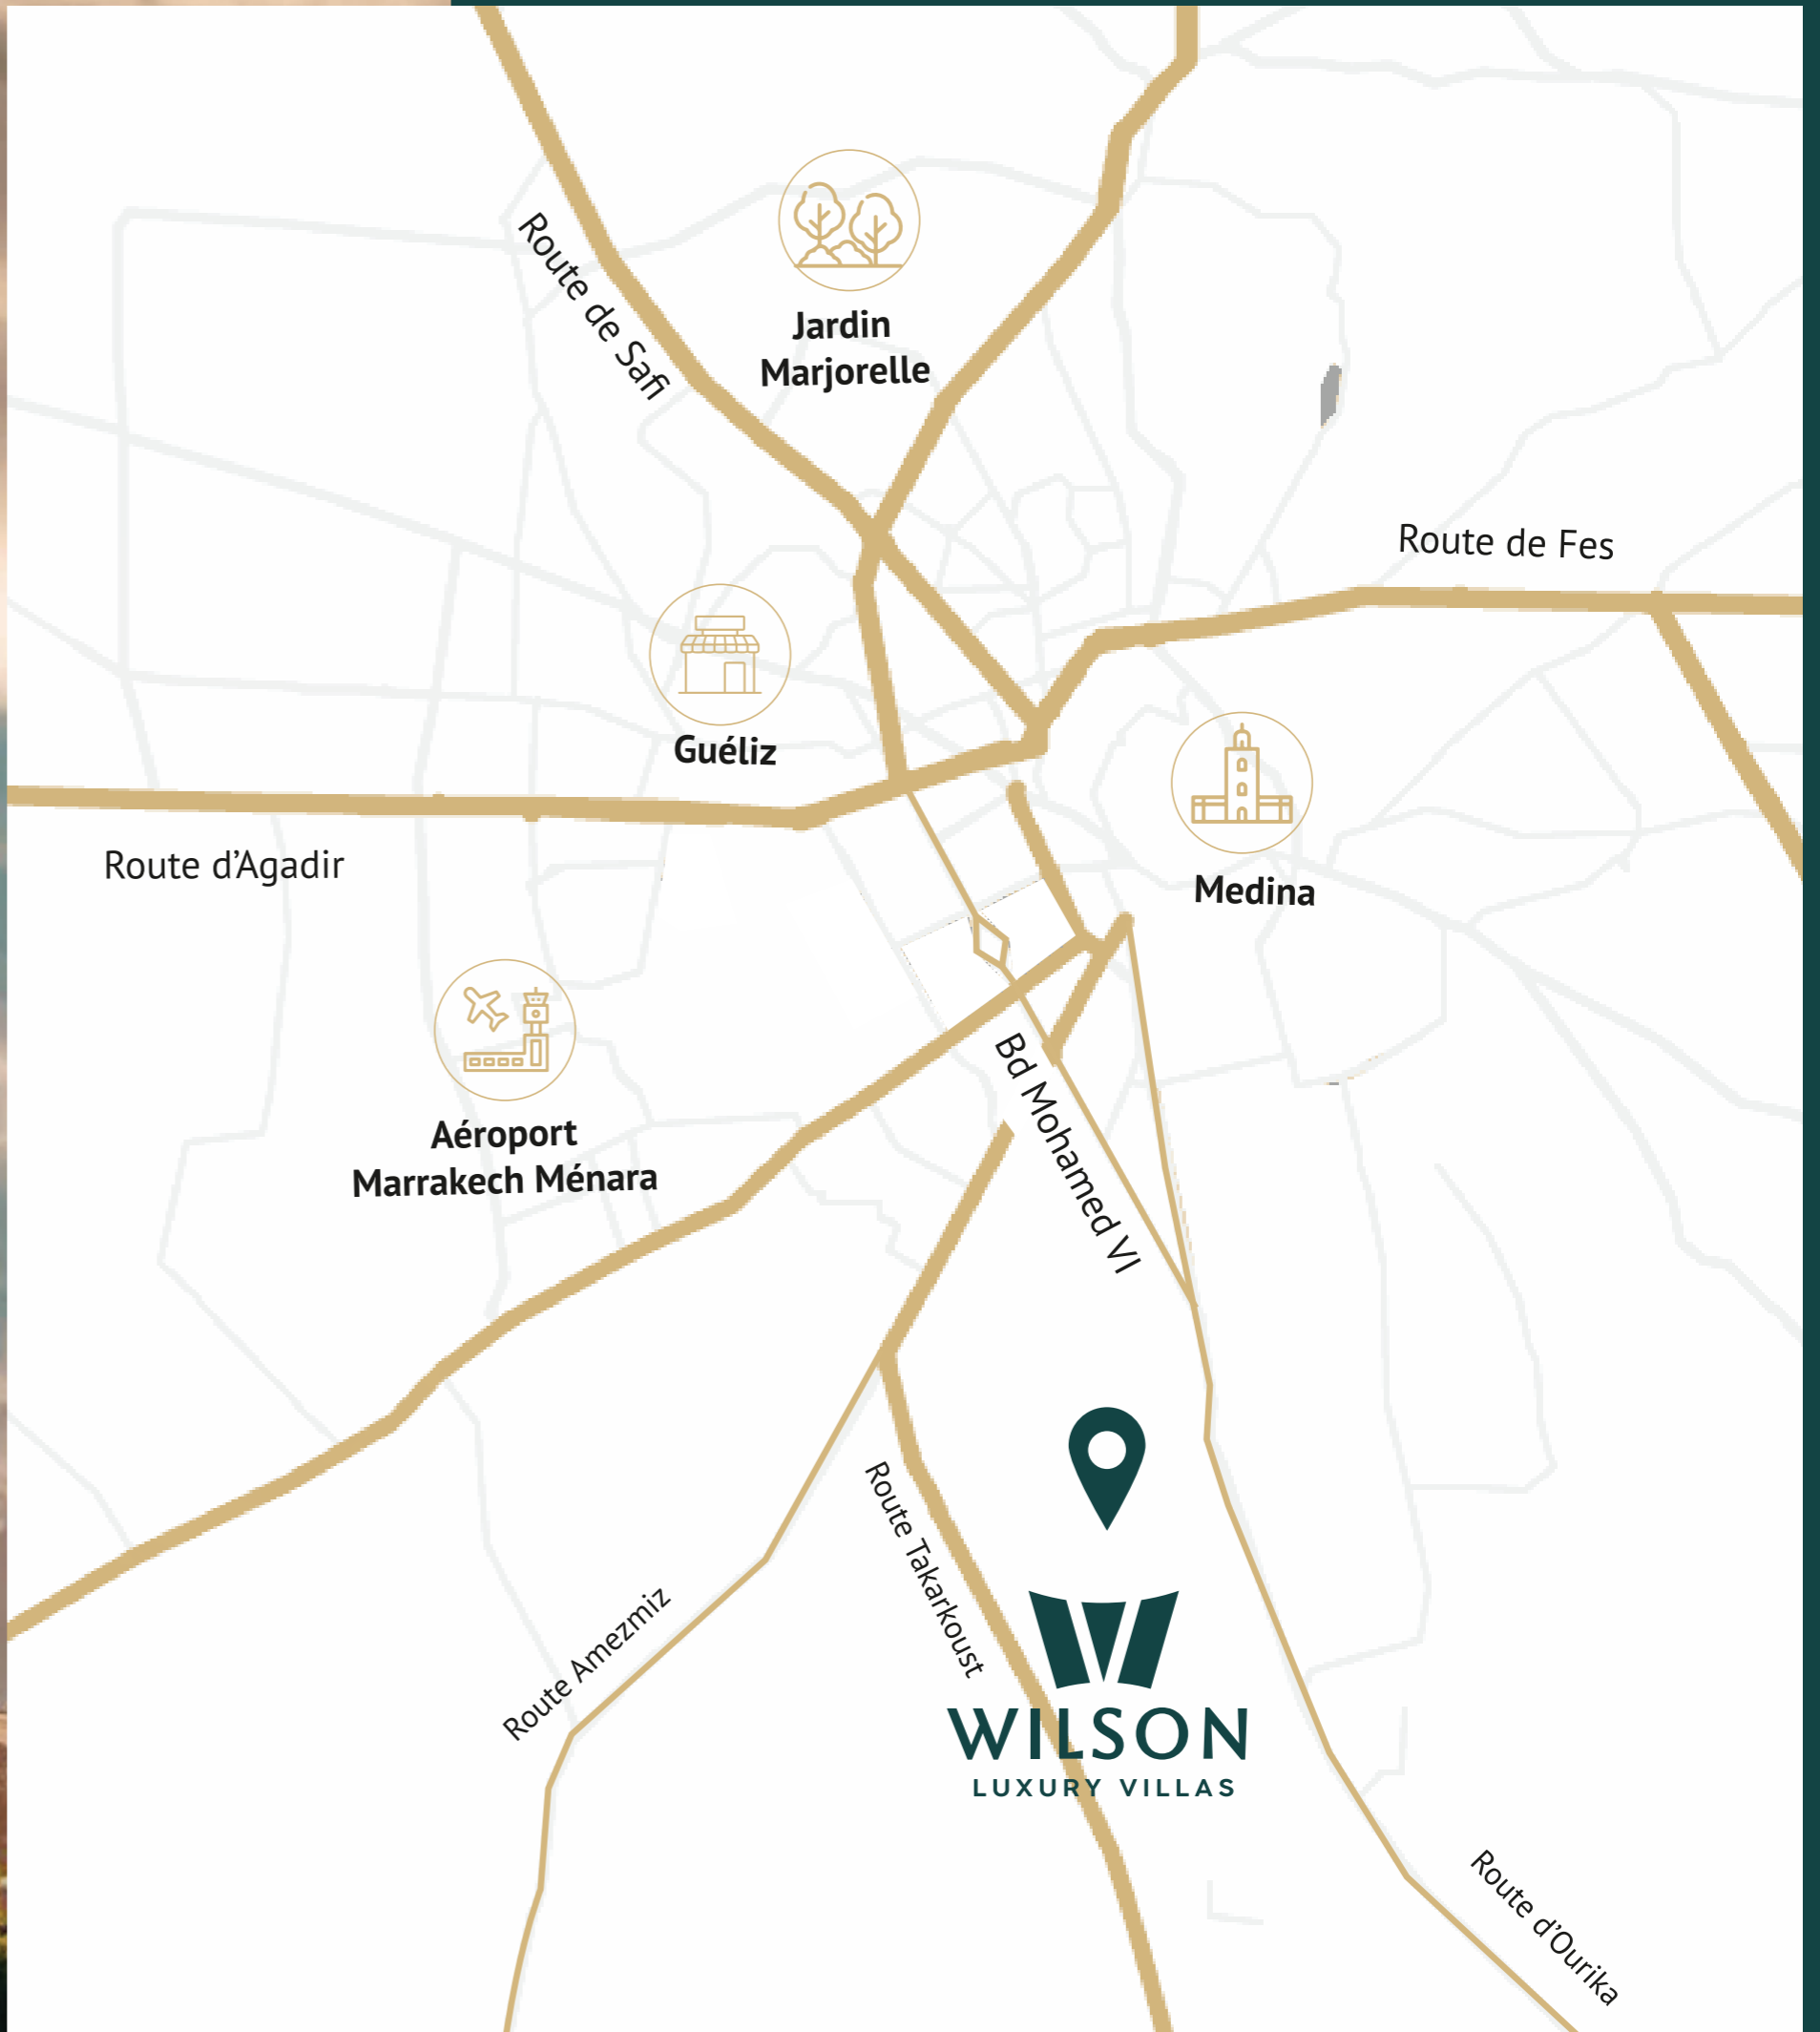 Route de Safi
Jardin
Marjorelle
Route de Fes
Guéliz
Route d’Agadir
Medina
Aéroport
Marrakech Ménara
Bd Mohamed VI
Route Takarkoust
Route Amezmiz
WILSON
LUXURY VILLAS
Route d’Ourika